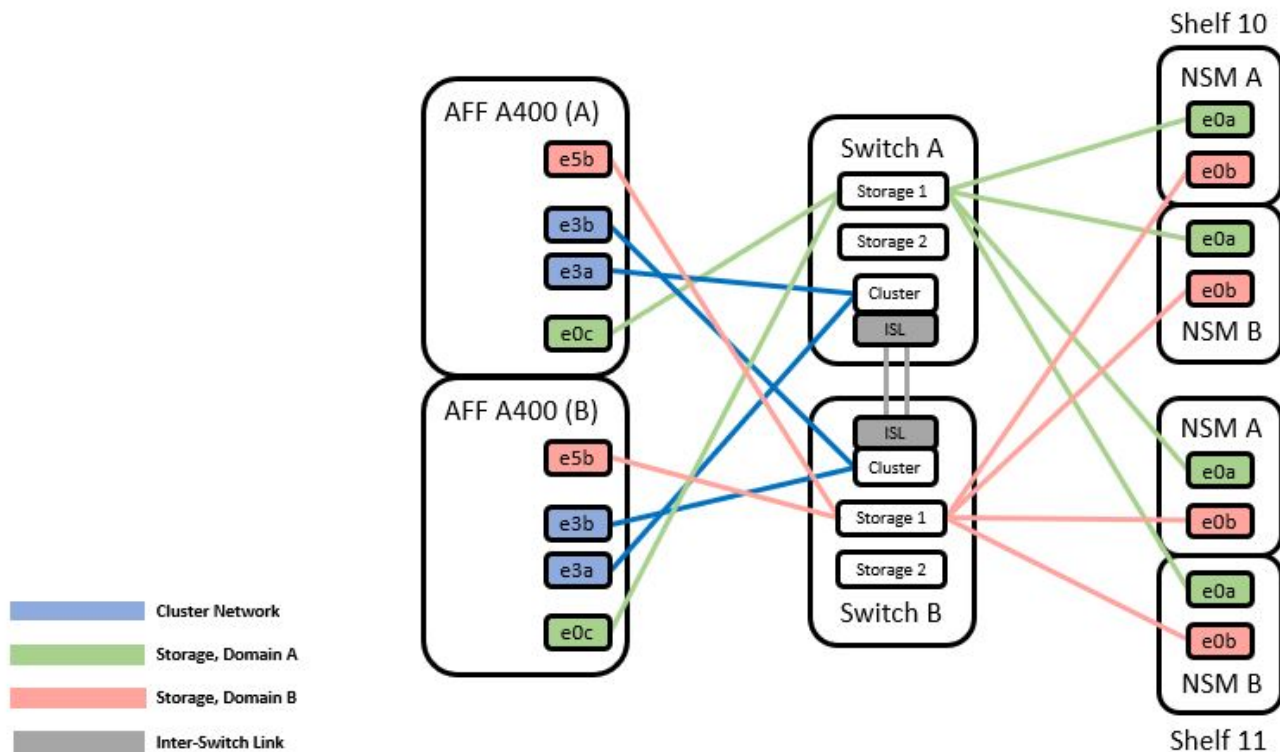 Shelf 10
AFF A400 (A)
e5b
e3b
e3a
e0c
AFF A400 (B)
e5b
e3b
e3a
e0c
Switch A
Storage 1
Storage 2
Cluster
ISL
ISL
Cluster
Storage 1
Storage 2
Switch B
NSM A
e0a
e0b
e0a
e0b
NSM B
NSM A
e0a
e0b
e0a
e0b
NSM B
Shelf 11
Cluster Network
Storage, Domain A
Storage, Domain B
Inter-Switch Link